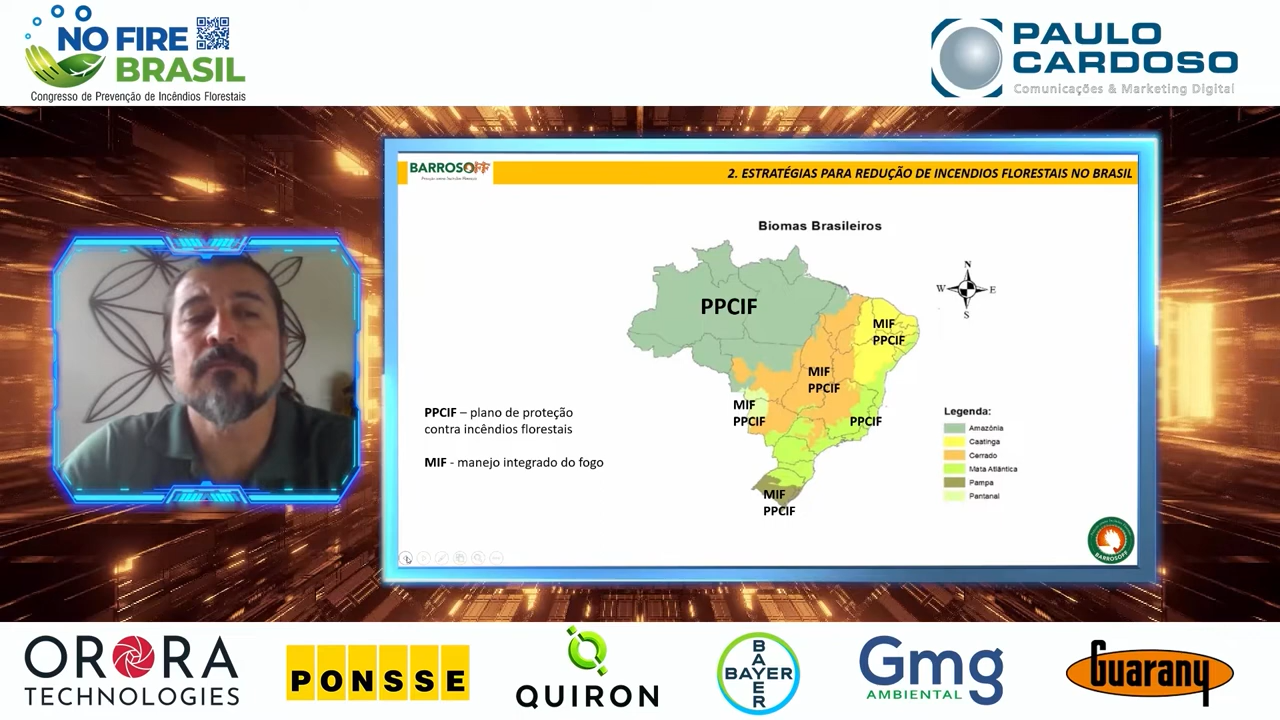 NO FIRE
BRASIL
Congresso de Prevenção de Incêndios Florestais
PAULO
CARDOSO
Comunicações & Marketing Digital
BARROSOFF
2. ESTRATÉGIAS PARA REDUÇÃO DE INCENDIOS FLORESTAIS NO BRASIL
Biomas Brasileiros
N
W
E
S
PPCIF
MIF
PPCIF
MIF
PPCIF
MIF
PPCIF
PPCIF
MIF
PPCIF
PPCIF – plano de proteção
contra incêndios florestais
MIF - manejo integrado do fogo
Legenda:
Amazônia
Caatinga
Cerrado
Mata Atlântica
Pampa
Pantanal
BARROSOFF
ORORA
TECHNOLOGIES
PONSSE
QUIRON
BAYER
BAYER
Gmg
AMBIENTAL
Guarany